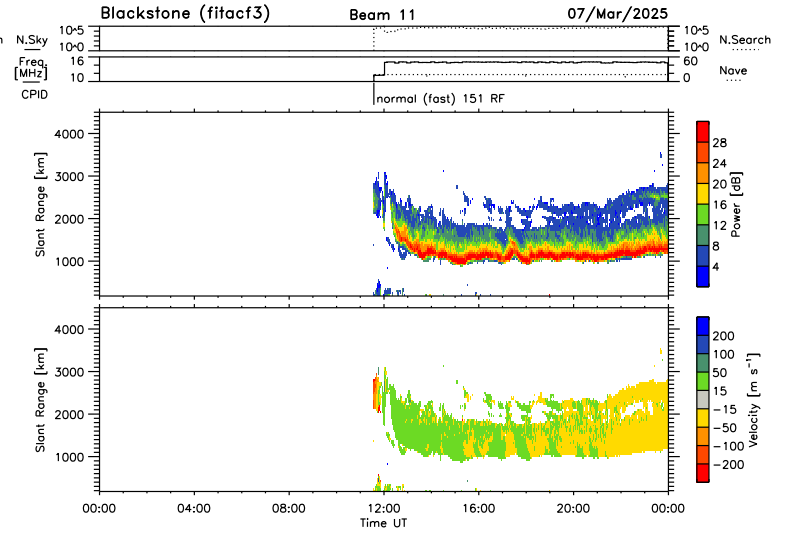 Blackstone (fitacf3) Beam 11 07/Mar/2025
N.Sky 10^5 10^5 N.Search
10^0 10^0
Freq. 16 60 Nave
[MHz] 10 0
CPID normal (fast) 151 RF
Slant Range [km]
4000
3000
2000
1000
28
24
20
16
12
8
4
Power [dB]
Slant Range [km]
4000
3000
2000
1000
200
100
50
15
-15
-50
-100
-200
Velocity [m s^-1]
00:00 04:00 08:00 12:00 16:00 20:00 00:00
Time UT